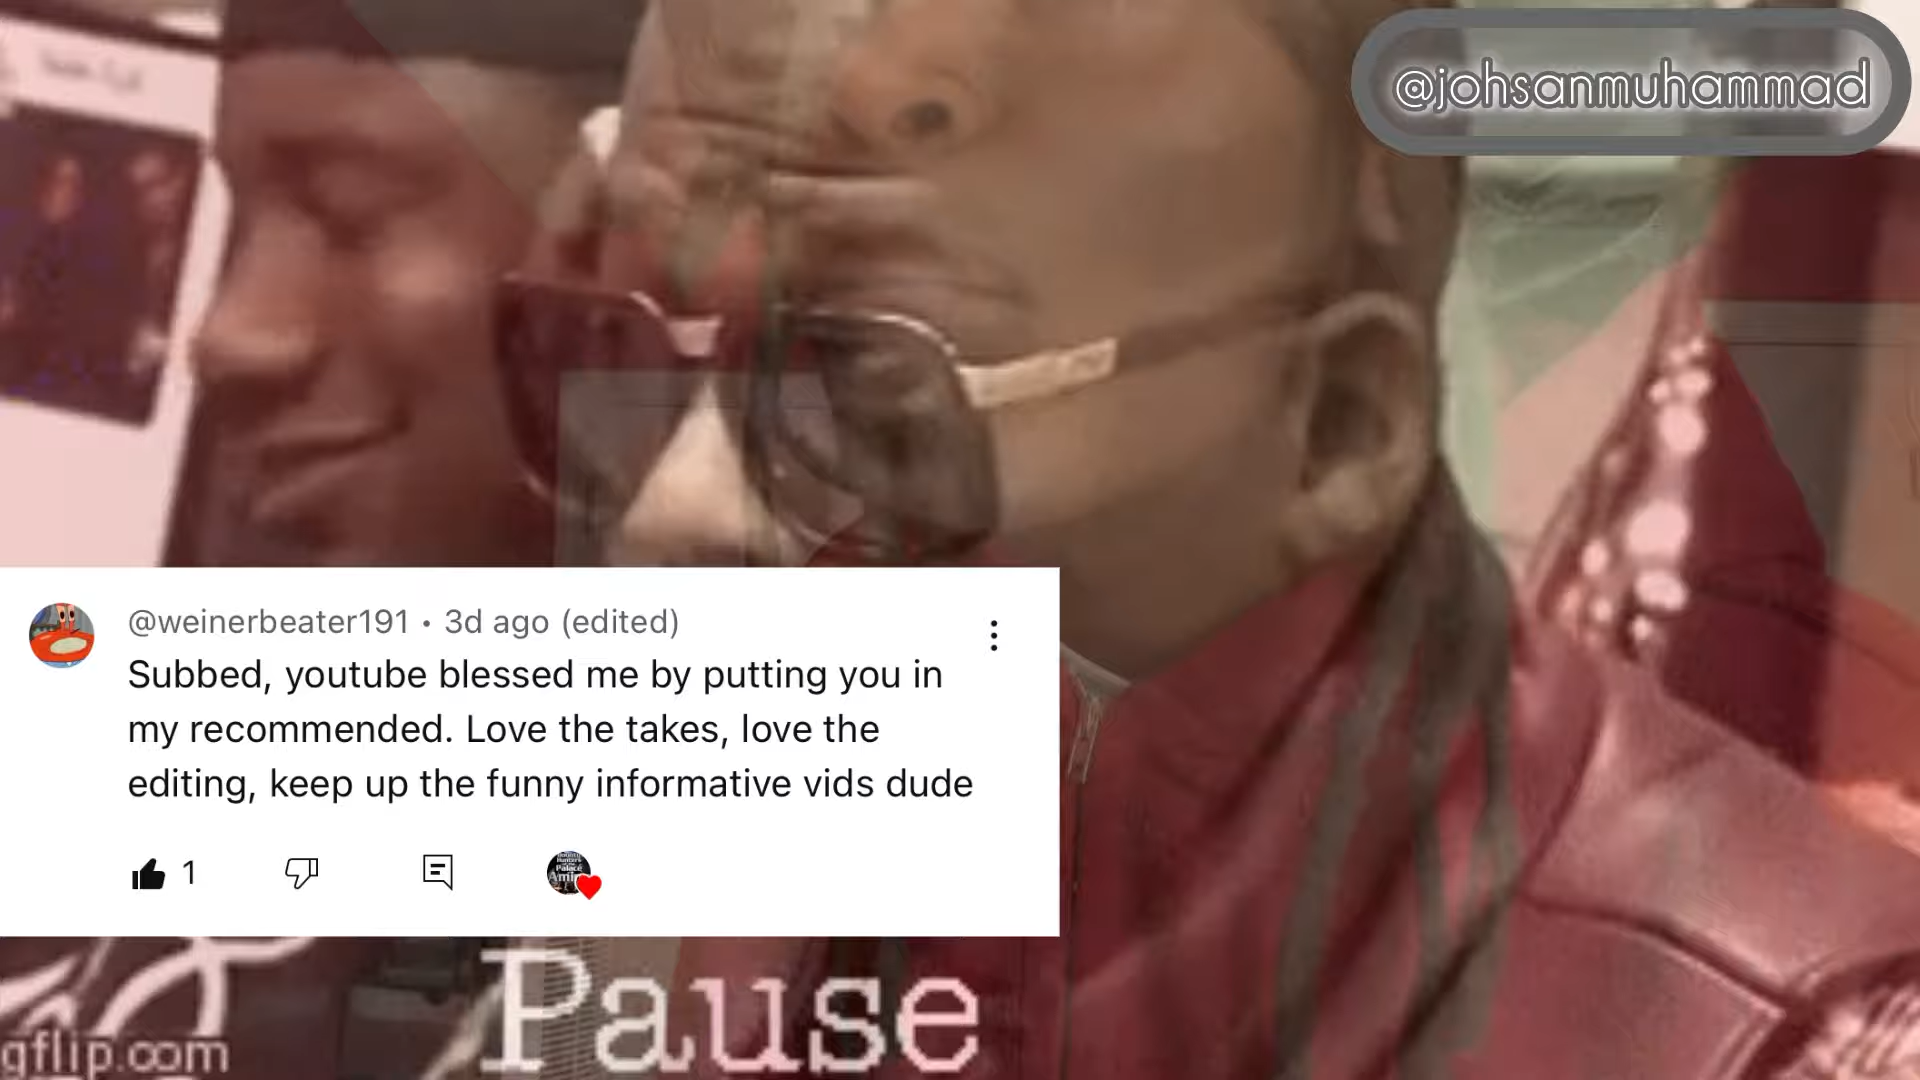 @johsanmuhammad
@weinerbeater191 • 3d ago (edited)
Subbed, youtube blessed me by putting you in
my recommended. Love the takes, love the
editing, keep up the funny informative vids dude
1
Pause
gflip.com